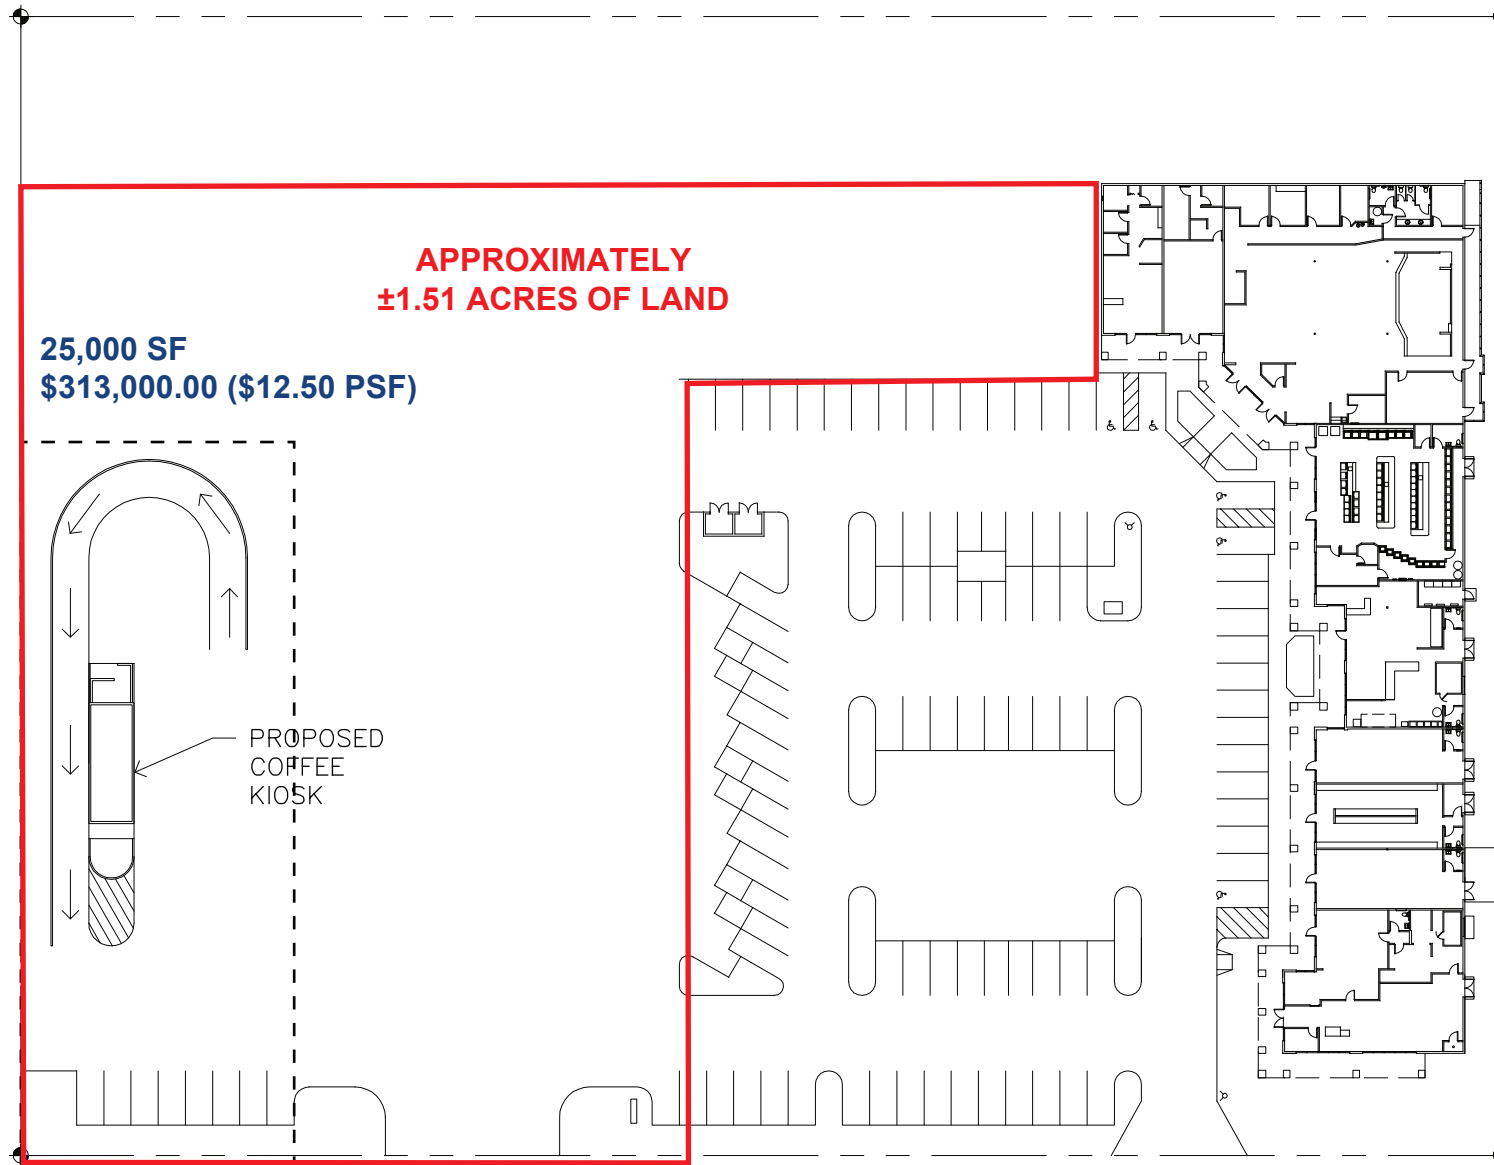 APPROXIMATELY
±1.51 ACRES OF LAND
25,000 SF
$313,000.00 ($12.50 PSF)
PROPOSED
COFFEE
KIOSK